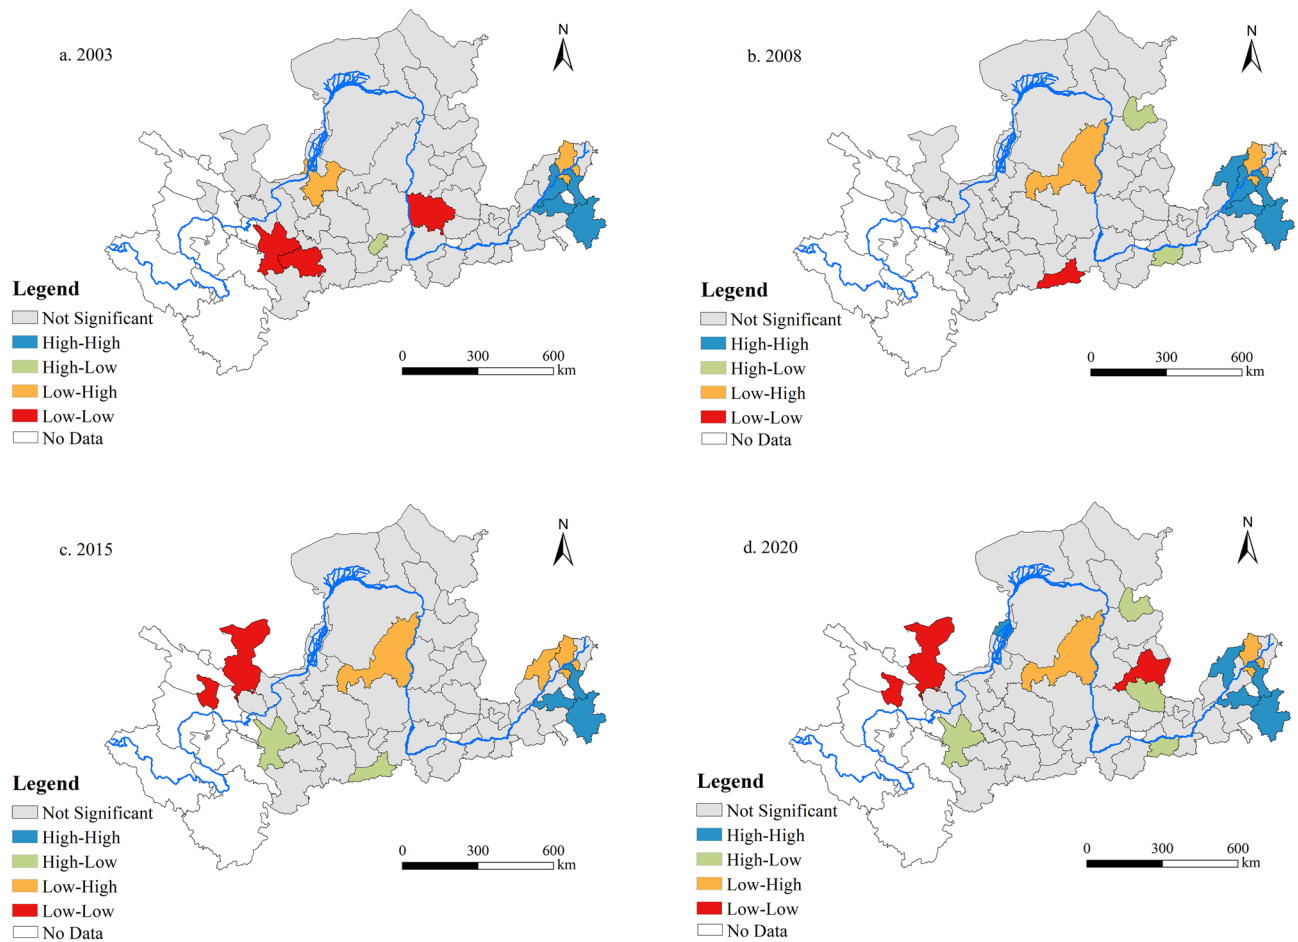 a. 2003
N
Legend
Not Significant
High-High
High-Low
Low-High
Low-Low
No Data
0 300 600
km
b. 2008
N
Legend
Not Significant
High-High
High-Low
Low-High
Low-Low
No Data
0 300 600
km
c. 2015
N
Legend
Not Significant
High-High
High-Low
Low-High
Low-Low
No Data
0 300 600
km
d. 2020
N
Legend
Not Significant
High-High
High-Low
Low-High
Low-Low
No Data
0 300 600
km